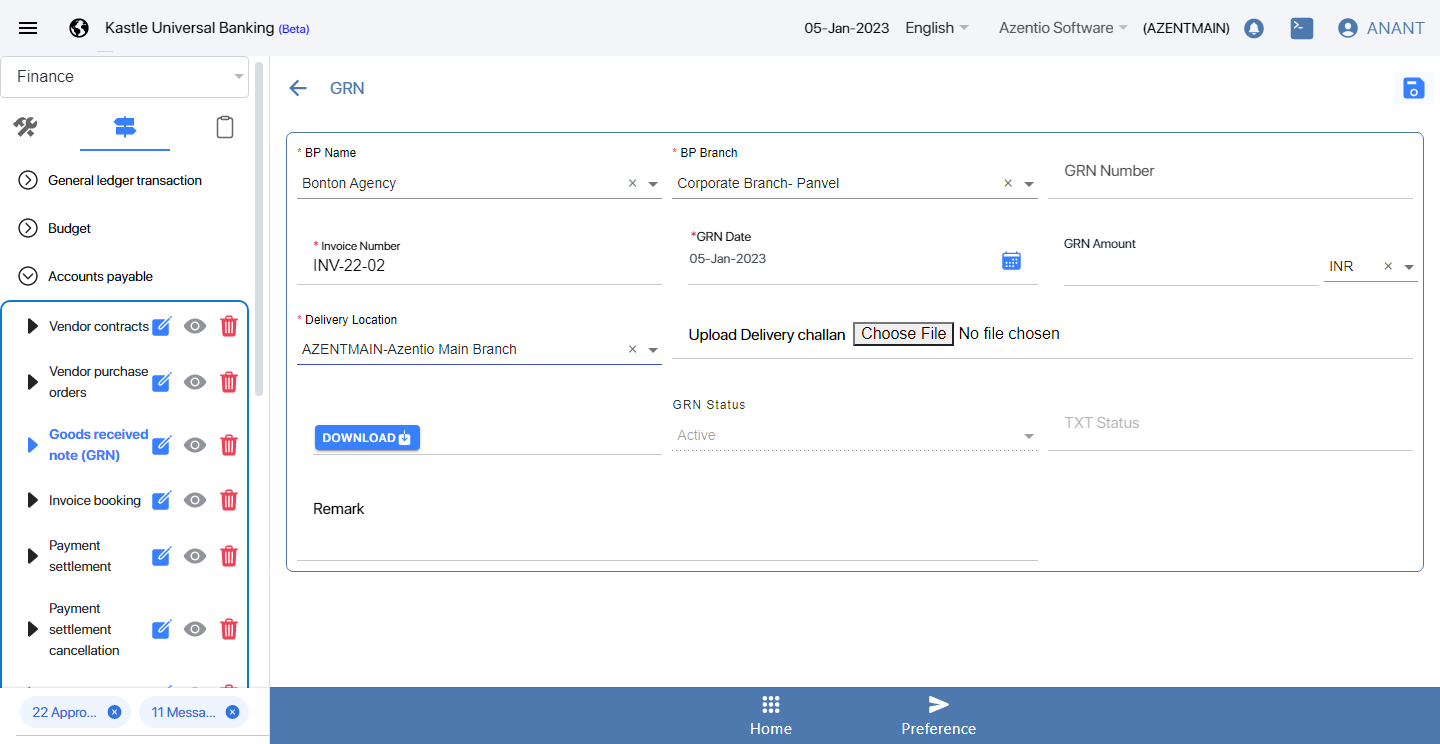 Kastle Universal Banking (Beta)
05-Jan-2023
English
Azentio Software
(AZENTMAIN)
ANANT
Finance
General ledger transaction
Budget
Accounts payable
Vendor contracts
Vendor purchase
orders
Goods received
note (GRN)
Invoice booking
Payment
settlement
Payment
settlement
cancellation
22 Appro...
11 Messa...
GRN
* BP Name
Bonton Agency
* BP Branch
Corporate Branch- Panvel
GRN Number
* Invoice Number
INV-22-02
*GRN Date
05-Jan-2023
GRN Amount
INR
* Delivery Location
AZENTMAIN-Azentio Main Branch
Upload Delivery challan Choose File No file chosen
DOWNLOAD
GRN Status
Active
TXT Status
Remark
Home
Preference